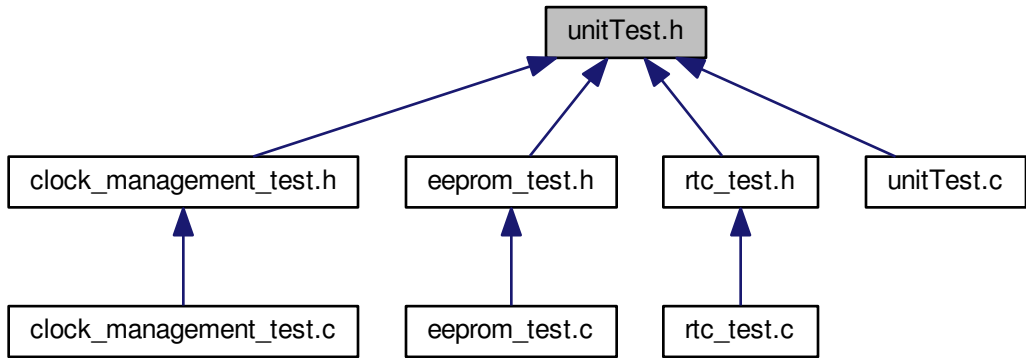 unitTest.h
clock_management_test.h
eeprom_test.h
rtc_test.h
unitTest.c
clock_management_test.c
eeprom_test.c
rtc_test.c